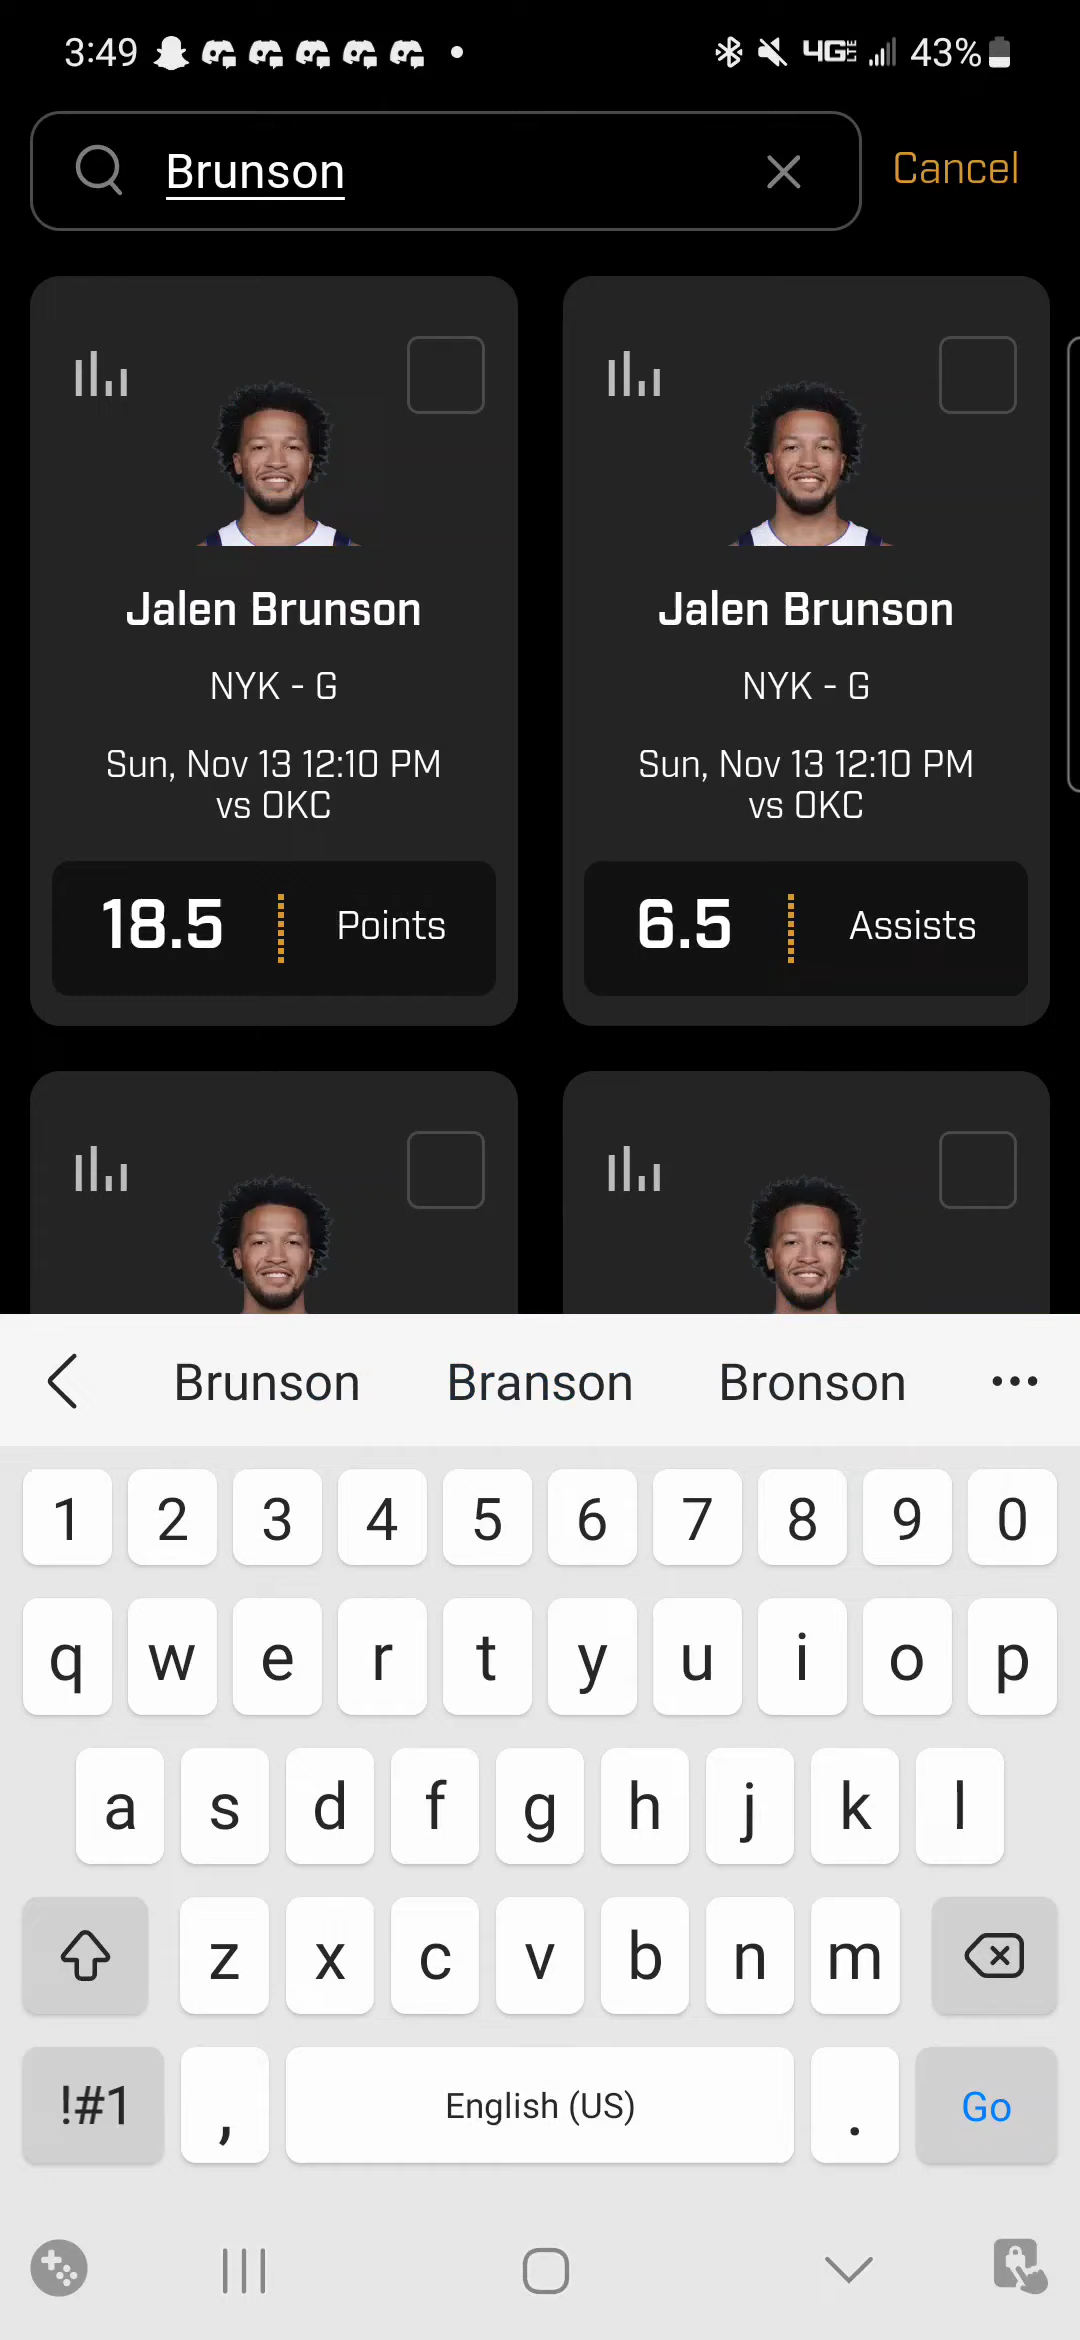 3:49 4G LTE 43%
Brunson
Cancel
Jalen Brunson
NYK - G
Sun, Nov 13 12:10 PM
vs OKC
18.5 Points
Jalen Brunson
NYK - G
Sun, Nov 13 12:10 PM
vs OKC
6.5 Assists
Brunson Branson Bronson
1 2 3 4 5 6 7 8 9 0
q w e r t y u i o p
a s d f g h j k l
z x c v b n m
!#1 , English (US) . Go